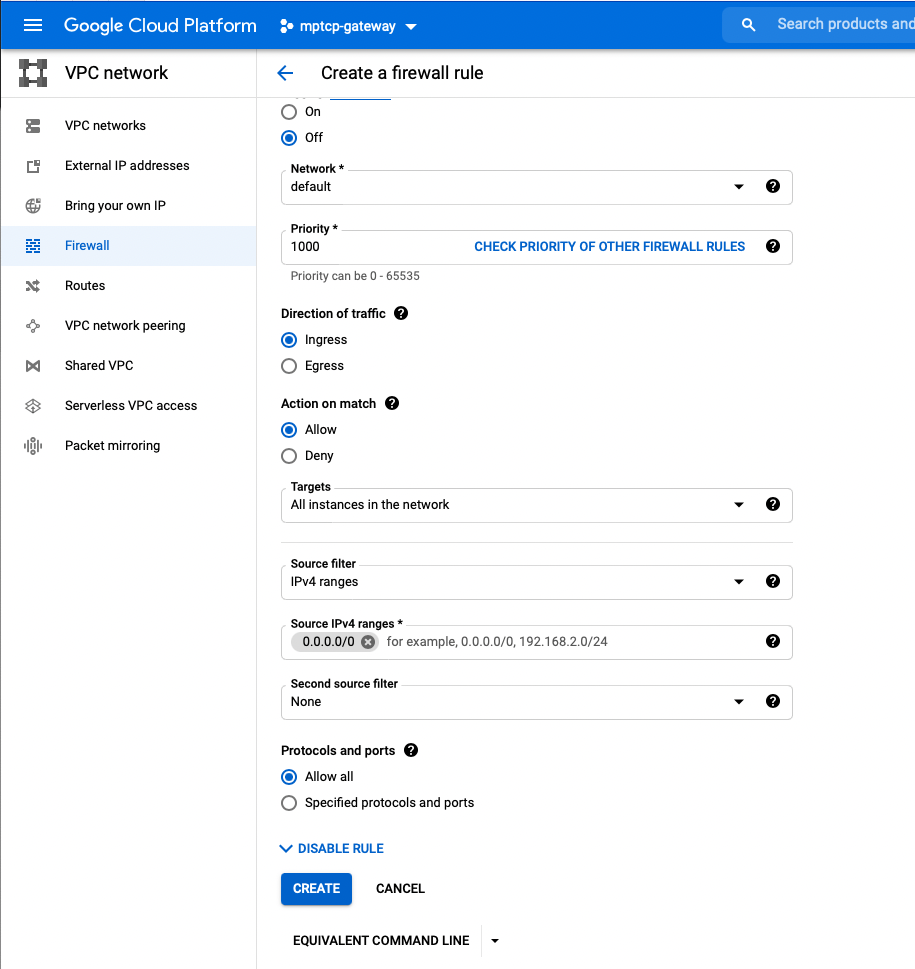 Google Cloud Platform
mptcp-gateway
Search products and
VPC network
Create a firewall rule
VPC networks
External IP addresses
Bring your own IP
Firewall
Routes
VPC network peering
Shared VPC
Serverless VPC access
Packet mirroring
On
Off
Network *
default
Priority *
1000
CHECK PRIORITY OF OTHER FIREWALL RULES
Priority can be 0 - 65535
Direction of traffic
Ingress
Egress
Action on match
Allow
Deny
Targets
All instances in the network
Source filter
IPv4 ranges
Source IPv4 ranges *
0.0.0.0/0 for example, 0.0.0.0/0, 192.168.2.0/24
Second source filter
None
Protocols and ports
Allow all
Specified protocols and ports
DISABLE RULE
CREATE
CANCEL
EQUIVALENT COMMAND LINE